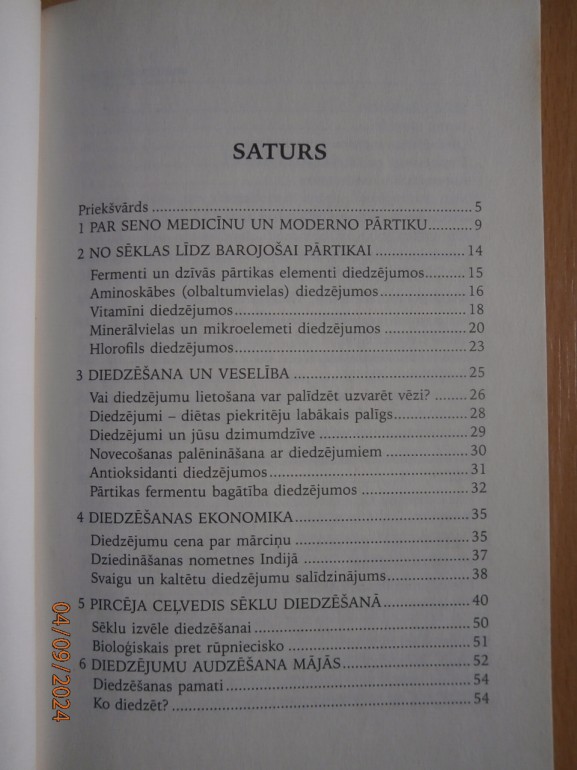 SATURS
Priekšvārds ................ 5
1 PAR SENO MEDICĪNU UN MODERNO PĀRTIKU ................ 9
2 NO SĒKLAS LĪDZ BAROJOŠAI PĀRTIKAI ................ 14
Fermenti un dzīvās pārtikas elementi diedzējumos ................ 15
Aminoskābes (olbaltumvielas) diedzējumos ................ 16
Vitamīni diedzējumos ................ 18
Minerālvielas un mikroelemeti diedzējumos ................ 20
Hlorofils diedzējumos ................ 23
3 DIEDZĒŠANA UN VESELĪBA ................ 25
Vai diedzējumu lietošana var palīdzēt uzvarēt vēzi? ........ 26
Diedzējumi – diētas piekritēju labākais palīgs ................ 28
Diedzējumi un jūsu dzimumdzīve ................ 29
Novecošanas palēnināšana ar diedzējumiem ................ 30
Antioksidanti diedzējumos ................ 31
Pārtikas fermentu bagātība diedzējumos ................ 32
4 DIEDZĒŠANAS EKONOMIKA ................ 35
Diedzējumu cena par mārciņu ................ 35
Dziedināšanas nometnes Indijā ................ 37
Svaigu un kaltētu diedzējumu salīdzinājums ................ 38
5 PIRCĒJA CEĻVEDIS SĒKLU DIEDZĒŠANĀ ................ 40
Sēklu izvēle diedzēšanai ................ 50
Bioloģiskais pret rūpniecisko ................ 51
6 DIEDZĒJUMU AUDZĒŠANA MĀJĀS ................ 52
Diedzēšanas pamati ................ 54
Ko diedzēt? ................ 54
04/09/2024